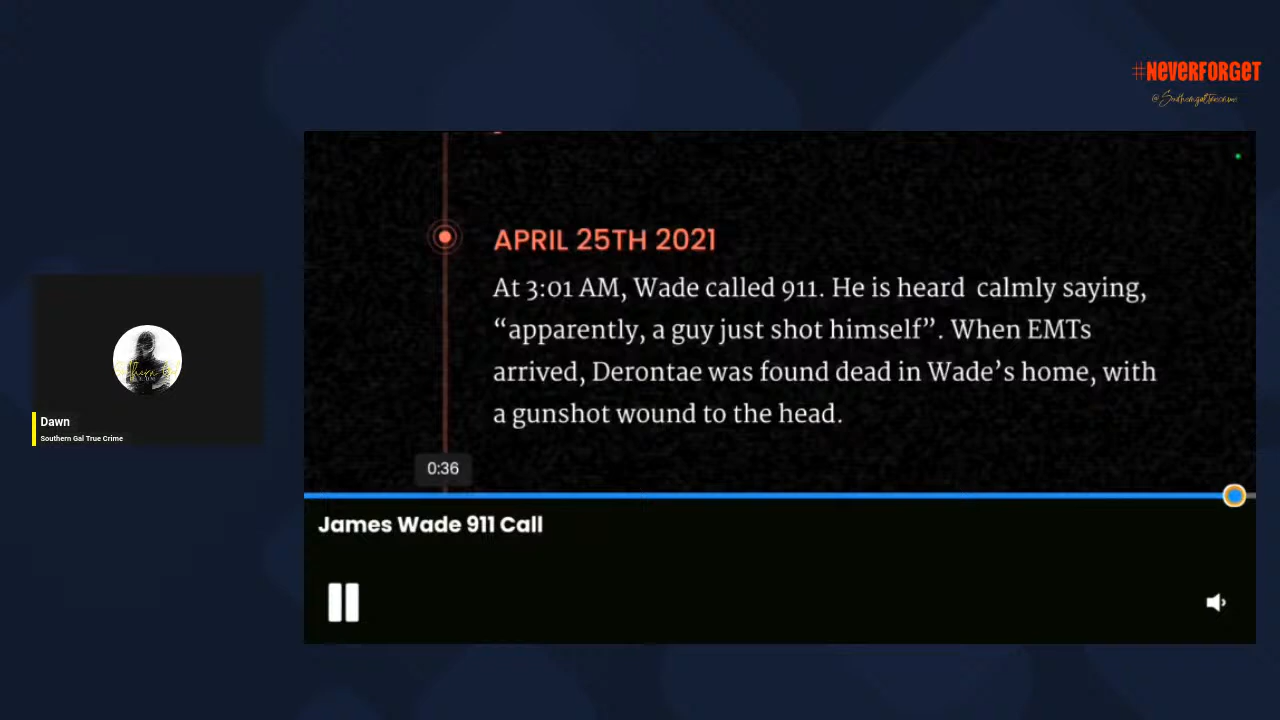 #NEVERFORGET
@Southerngaltruecrime
APRIL 25TH 2021
At 3:01 AM, Wade called 911. He is heard calmly saying,
“apparently, a guy just shot himself”. When EMTs
arrived, Derontae was found dead in Wade’s home, with
a gunshot wound to the head.
0:36
James Wade 911 Call
Dawn
Southern Gal True Crime